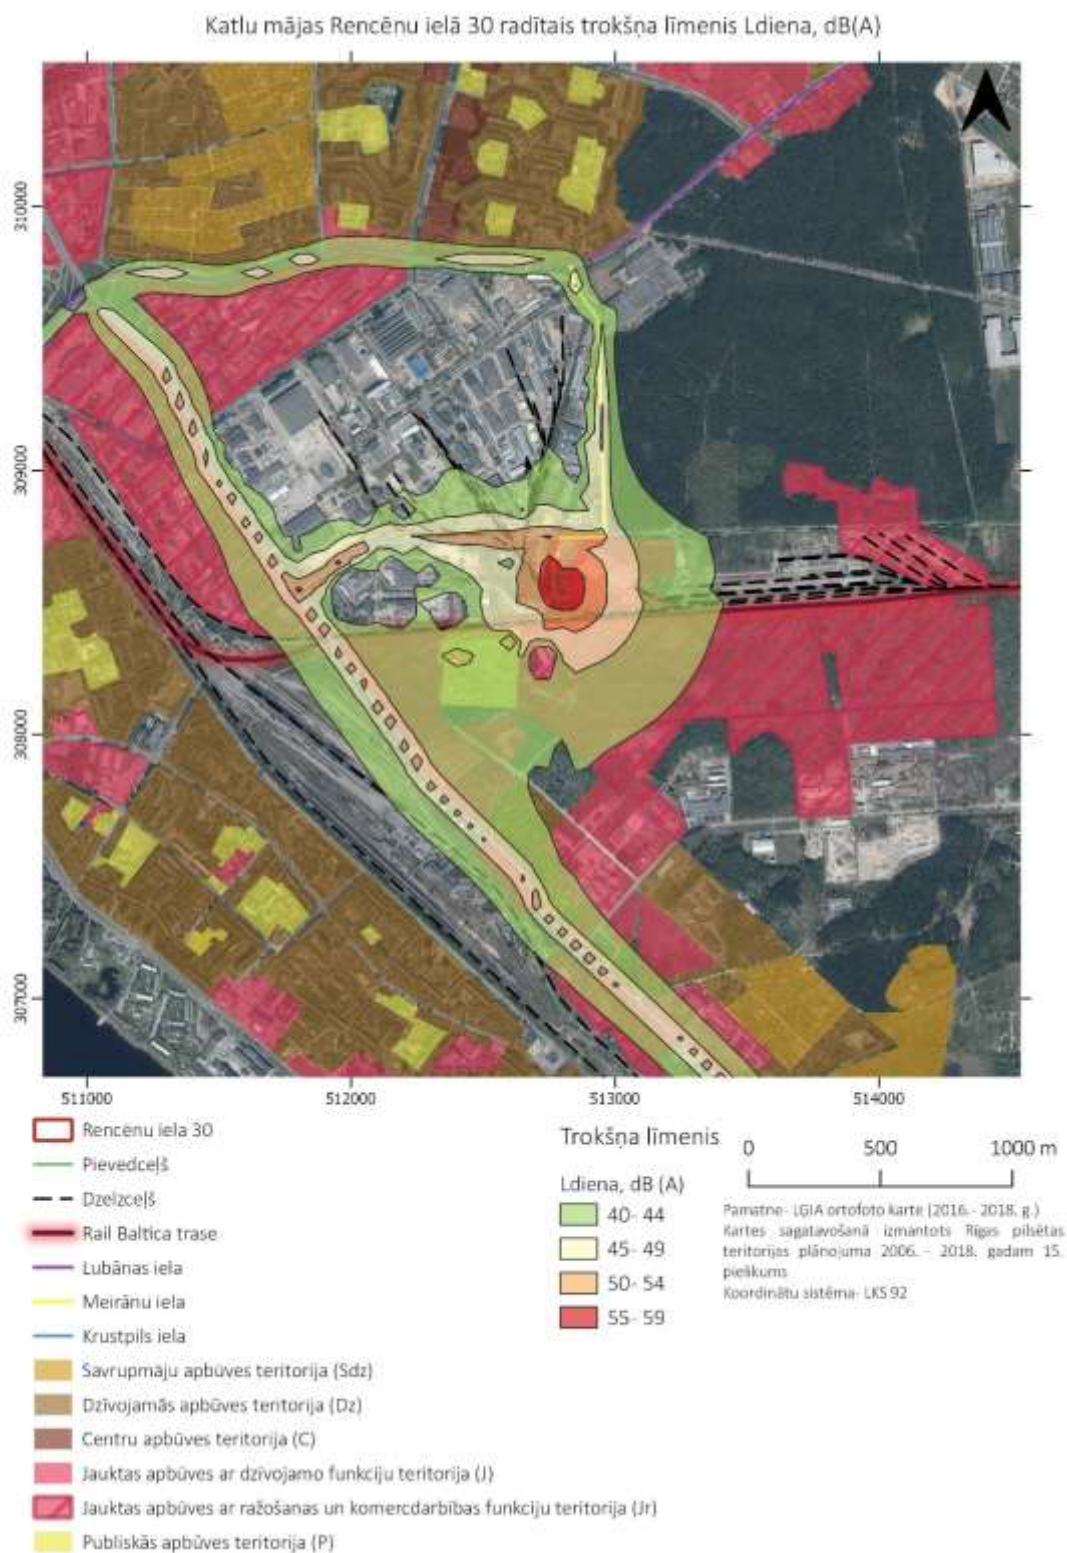 Katlu mājas Rencēnu ielā 30 radītais trokšņa līmenis Ldiena, dB(A)
310000
309000
308000
307000
511000
512000
513000
514000
Rencēnu iela 30
Pievedceļš
Dzelzceļš
Rail Baltica trase
Lubānas iela
Meirānu iela
Krustpils iela
Savrupmāju apbūves teritorija (Sdz)
Dzīvojamās apbūves teritorija (Dz)
Centru apbūves teritorija (C)
Jauktas apbūves ar dzīvojamo funkciju teritorija (J)
Jauktas apbūves ar ražošanas un komercdarbības funkciju teritorija (Jr)
Publiskās apbūves teritorija (P)
Trokšņa līmenis
Ldiena, dB (A)
40- 44
45- 49
50- 54
55- 59
0 500 1000 m
Pamatne- LĢIA ortofoto karte (2016.- 2018. g.)
Kartes sagatavošanā izmantots Rīgas pilsētas
teritorijas plānojuma 2006. - 2018. gadam 15.
pielikums
Koordinātu sistēma- LKS 92